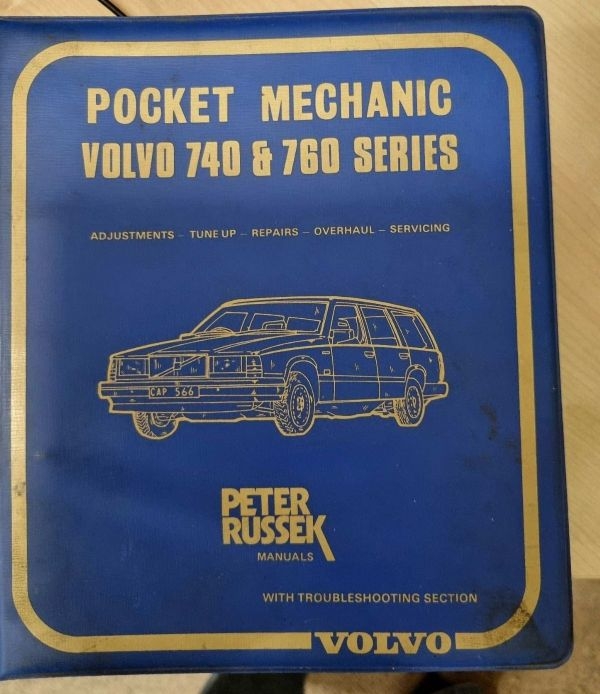 POCKET MECHANIC
VOLVO 740 & 760 SERIES
ADJUSTMENTS – TUNE UP – REPAIRS – OVERHAUL – SERVICING
CAP 566
PETER
RUSSEK
MANUALS
WITH TROUBLESHOOTING SECTION
VOLVO